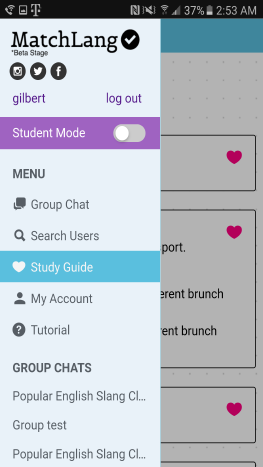 37% 2:53 AM
MatchLang
*Beta Stage
gilbert log out
Student Mode
MENU
Group Chat
Search Users
port.
Study Guide
erent brunch
My Account
Tutorial
rent brunch
GROUP CHATS
Popular English Slang Cl...
Group test
Popular English Slang Cl...